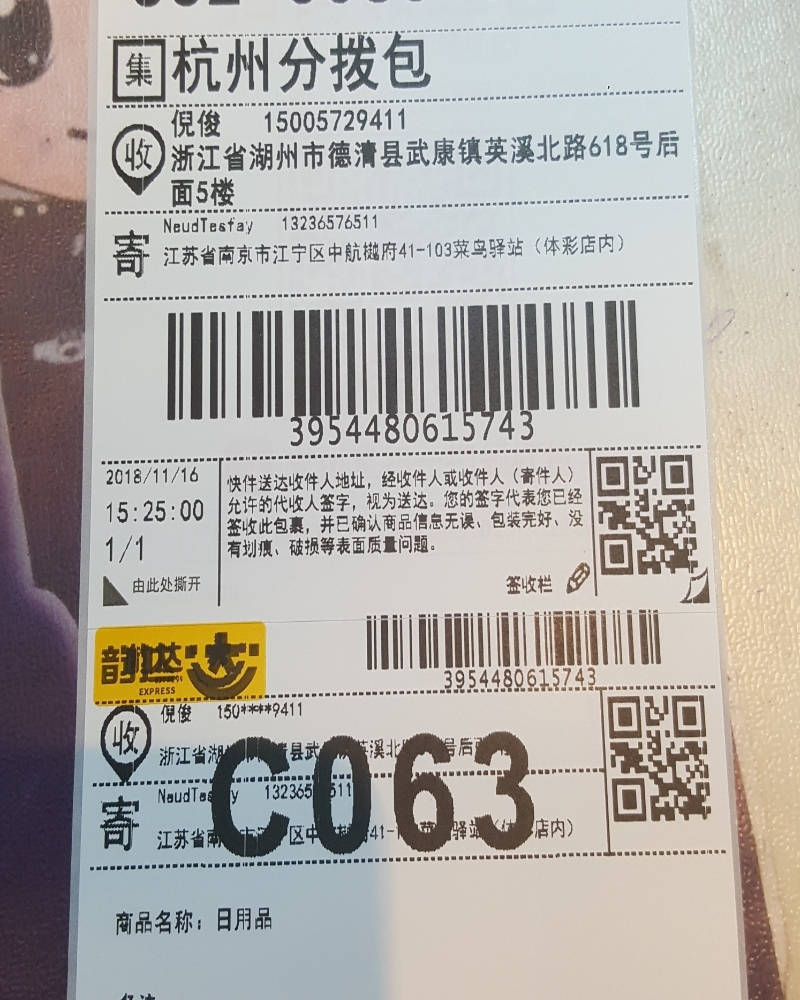 集 杭州分拨包
倪俊 15005729411
收 浙江省湖州市德清县武康镇英溪北路618号后
面5楼
NeudTesfay 13236576511
寄 江苏省南京市江宁区中航樾府41-103菜鸟驿站（体彩店内）
3954480615743
2018/11/16
15:25:00
1/1
由此处撕开
快件送达收件人地址，经收件人或收件人（寄件人）
允许的代收人签字，视为送达。您的签字代表您已经
签收此包裹，并已确认商品信息无误、包装完好、没
有划痕、破损等表面质量问题。
签收栏
韵达
EXPRESS
3954480615743
倪俊 150****9411
收 浙江省湖 清县武 英溪北 号后
C063
寄 NeudTes y 132365 511
江苏省南 区中 41-1 驿站 店内）
商品名称：日用品